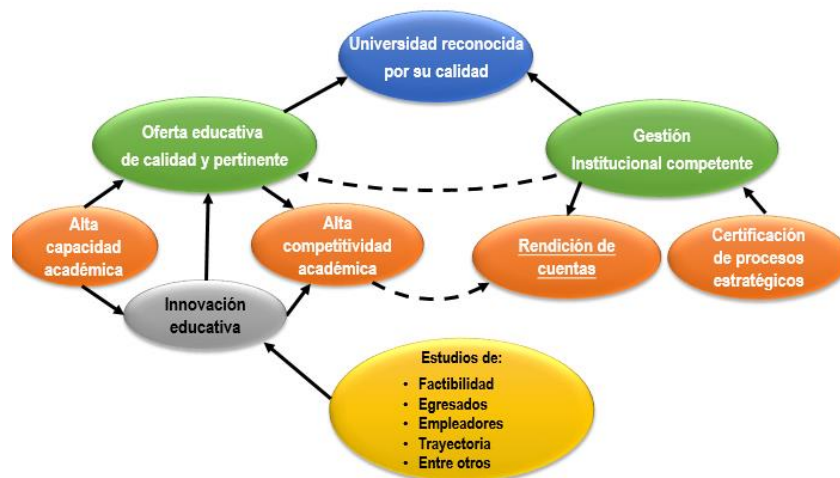 Universidad reconocida
por su calidad
Oferta educativa
de calidad y pertinente
Gestión
Institucional competente
Alta
capacidad
académica
Alta
competitividad
académica
Rendición de
cuentas
Certificación
de procesos
estratégicos
Innovación
educativa
Estudios de:
• Factibilidad
• Egresados
• Empleadores
• Trayectoria
• Entre otros